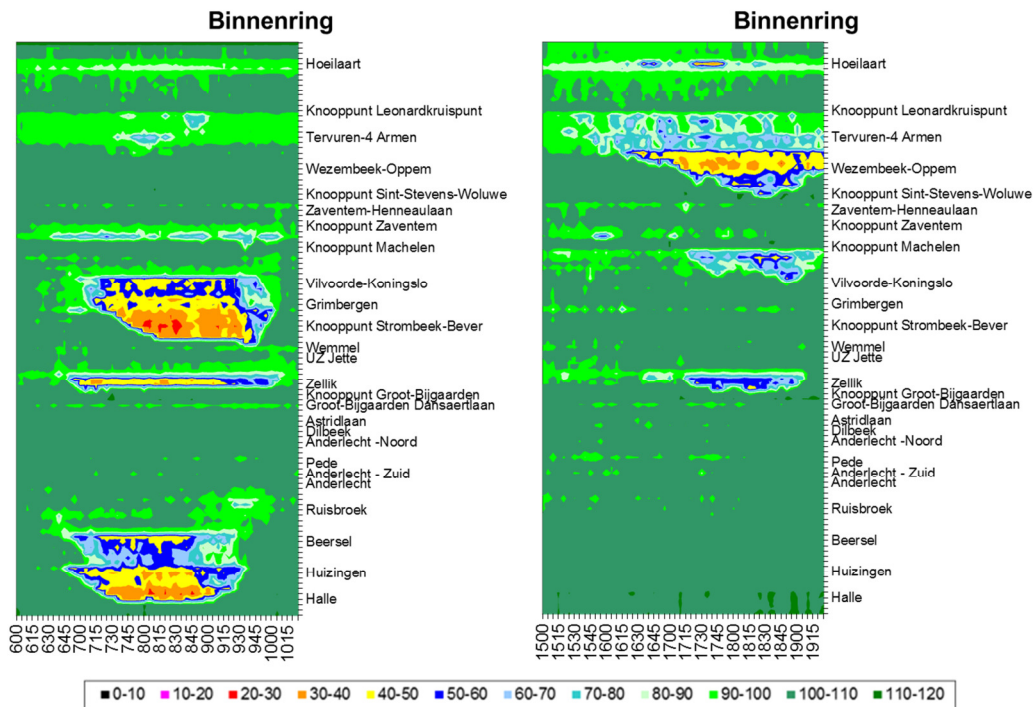 Binnenring
Hoeilaart
Knooppunt Leonardkruispunt
Tervuren-4 Armen
Wezembeek-Oppem
Knooppunt Sint-Stevens-Woluwe
Zaventem-Henneaulaan
Knooppunt Zaventem
Knooppunt Machelen
Vilvoorde-Koningslo
Grimbergen
Knooppunt Strombeek-Bever
Wemmel
UZ Jette
Zellik
Knooppunt Groot-Bijgaarden
Groot-Bijgaarden Dansaertlaan
Astridlaan
Dilbeek
Anderlecht -Noord
Pede
Anderlecht - Zuid
Anderlecht
Ruisbroek
Beersel
Huizingen
Halle
600 615 630 645 700 715 730 745 800 815 830 845 900 915 930 945 1000 1015
Binnenring
Hoeilaart
Knooppunt Leonardkruispunt
Tervuren-4 Armen
Wezembeek-Oppem
Knooppunt Sint-Stevens-Woluwe
Zaventem-Henneaulaan
Knooppunt Zaventem
Knooppunt Machelen
Vilvoorde-Koningslo
Grimbergen
Knooppunt Strombeek-Bever
Wemmel
UZ Jette
Zellik
Knooppunt Groot-Bijgaarden
Groot-Bijgaarden Dansaertlaan
Astridlaan
Dilbeek
Anderlecht -Noord
Pede
Anderlecht - Zuid
Anderlecht
Ruisbroek
Beersel
Huizingen
Halle
1500 1515 1530 1545 1600 1615 1630 1645 1700 1715 1730 1745 1800 1815 1830 1845 1900 1915
0-10 10-20 20-30 30-40 40-50 50-60 60-70 70-80 80-90 90-100 100-110 110-120